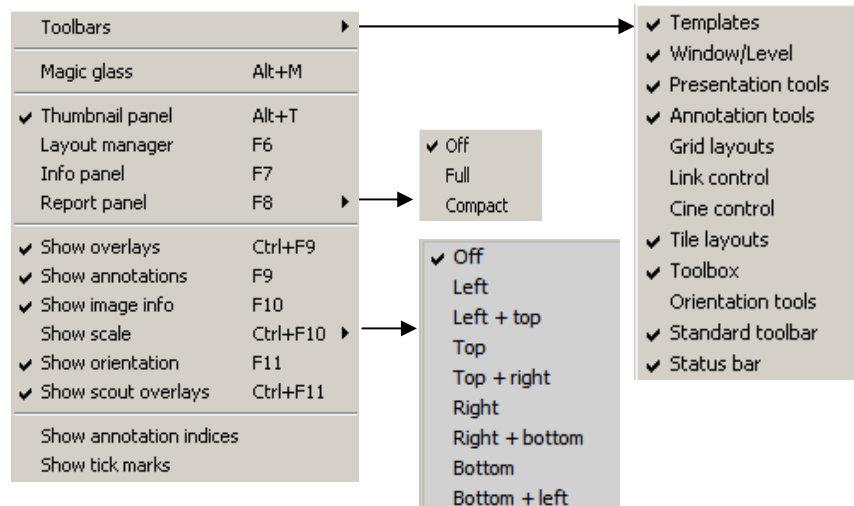 Toolbars
Magic glass Alt+M
Thumbnail panel Alt+T
Layout manager F6
Info panel F7
Report panel F8
Show overlays Ctrl+F9
Show annotations F9
Show image info F10
Show scale Ctrl+F10
Show orientation F11
Show scout overlays Ctrl+F11
Show annotation indices
Show tick marks
Off
Full
Compact
Off
Left
Left + top
Top
Top + right
Right
Right + bottom
Bottom
Bottom + left
Templates
Window/Level
Presentation tools
Annotation tools
Grid layouts
Link control
Cine control
Tile layouts
Toolbox
Orientation tools
Standard toolbar
Status bar